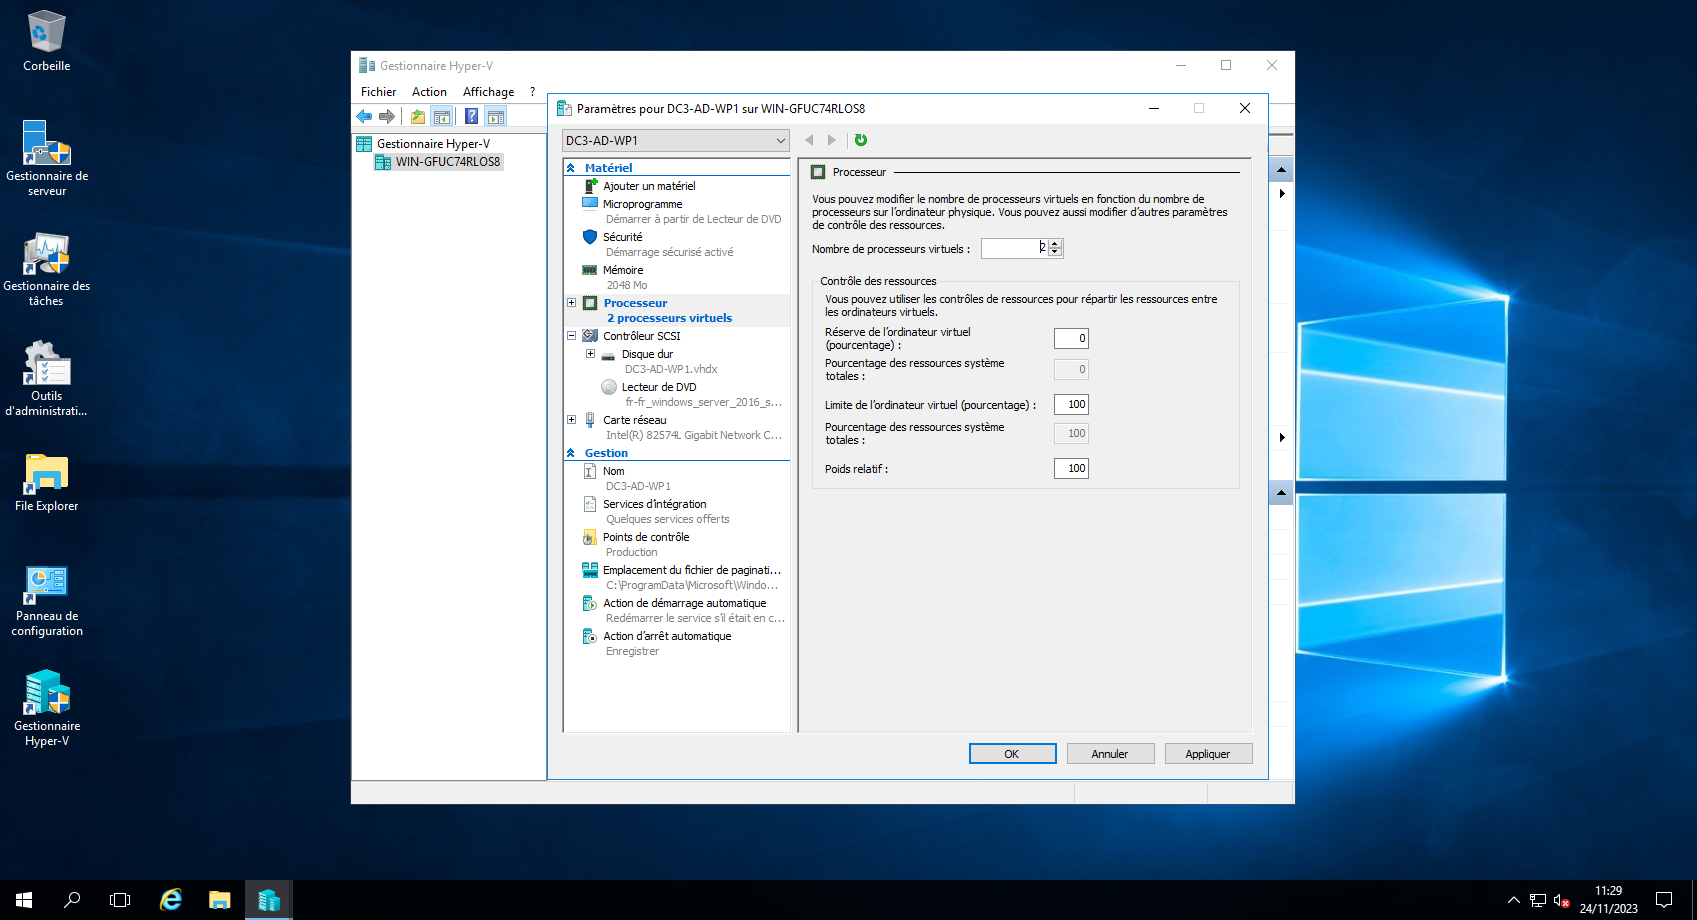 Corbeille
Gestionnaire de
serveur
Gestionnaire des
tâches
Outils
d'administrati...
File Explorer
Panneau de
configuration
Gestionnaire
Hyper-V
Gestionnaire Hyper-V
Fichier Action Affichage ?
Gestionnaire Hyper-V
WIN-GFUC74RLOS8
Paramètres pour DC3-AD-WP1 sur WIN-GFUC74RLOS8
DC3-AD-WP1
Matériel
Ajouter un matériel
Microprogramme
Démarrer à partir de Lecteur de DVD
Sécurité
Démarrage sécurisé activé
Mémoire
2048 Mo
Processeur
2 processeurs virtuels
Contrôleur SCSI
Disque dur
DC3-AD-WP1.vhdx
Lecteur de DVD
fr-fr_windows_server_2016_s...
Carte réseau
Intel(R) 82574L Gigabit Network C...
Gestion
Nom
DC3-AD-WP1
Services d'intégration
Quelques services offerts
Points de contrôle
Production
Emplacement du fichier de paginati...
C:\ProgramData\Microsoft\Windo...
Action de démarrage automatique
Redémarrer le service s'il était en c...
Action d'arrêt automatique
Enregistrer
Processeur
Vous pouvez modifier le nombre de processeurs virtuels en fonction du nombre de
processeurs sur l'ordinateur physique. Vous pouvez aussi modifier d'autres paramètres
de contrôle des ressources.
Nombre de processeurs virtuels : 2
Contrôle des ressources
Vous pouvez utiliser les contrôles de ressources pour répartir les ressources entre
les ordinateurs virtuels.
Réserve de l'ordinateur virtuel
(pourcentage) : 0
Pourcentage des ressources système
totales : 0
Limite de l'ordinateur virtuel (pourcentage) : 100
Pourcentage des ressources système
totales : 100
Poids relatif : 100
OK Annuler Appliquer
11:29
24/11/2023